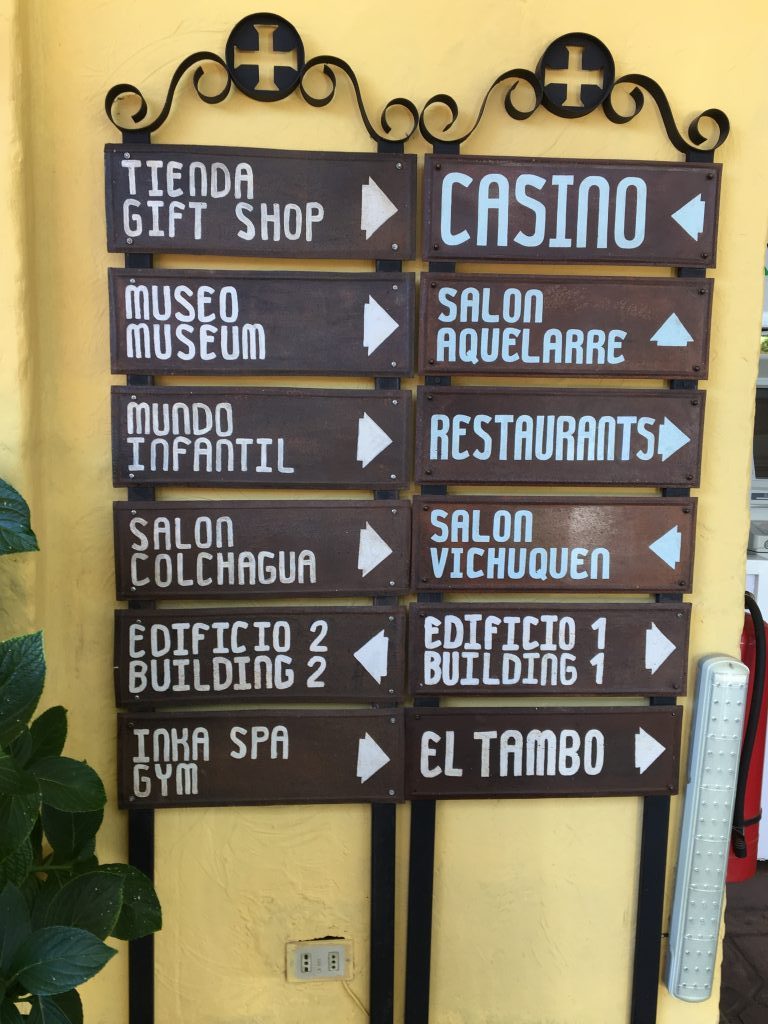 TIENDA
GIFT SHOP
MUSEO
MUSEUM
MUNDO
INFANTIL
SALON
COLCHAGUA
EDIFICIO 2
BUILDING 2
INKA SPA
GYM
CASINO
SALON
AQUELARRE
RESTAURANTS
SALON
VICHUQUEN
EDIFICIO 1
BUILDING 1
EL TAMBO